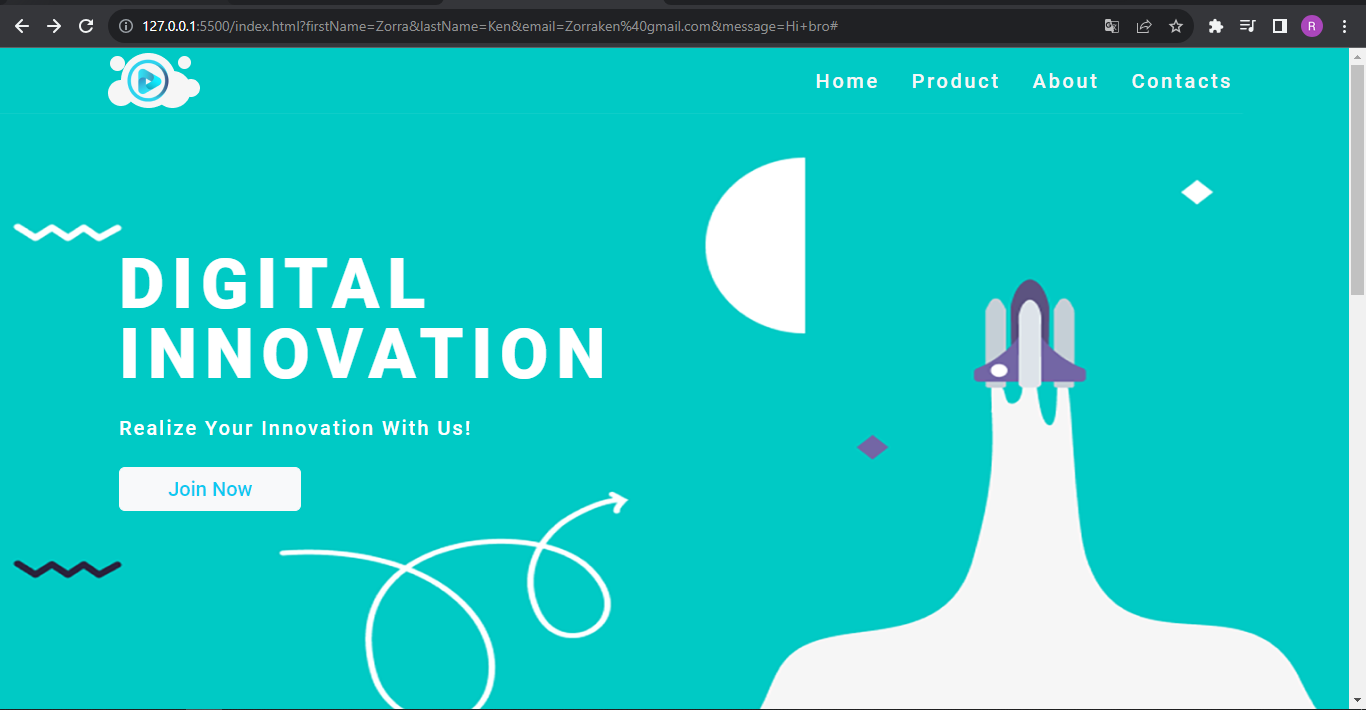 127.0.0.1:5500/index.html?firstName=Zorra&lastName=Ken&email=Zorraken%40gmail.com&message=Hi+bro#
R
Home Product About Contacts
DIGITAL
INNOVATION
Realize Your Innovation With Us!
Join Now